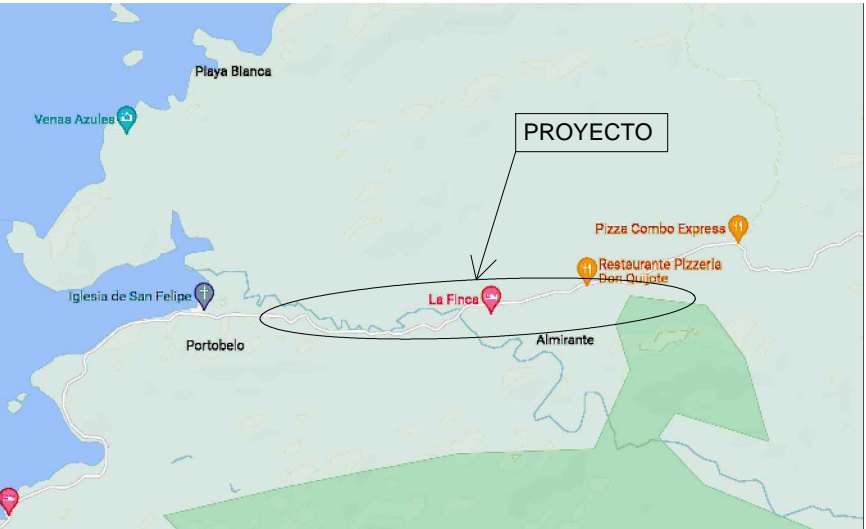 Playa Blanca
Venas Azules
PROYECTO
Pizza Combo Express
Restaurante Pizzeria
Don Quijote
Iglesia de San Felipe
La Finca
Portobelo
Almirante